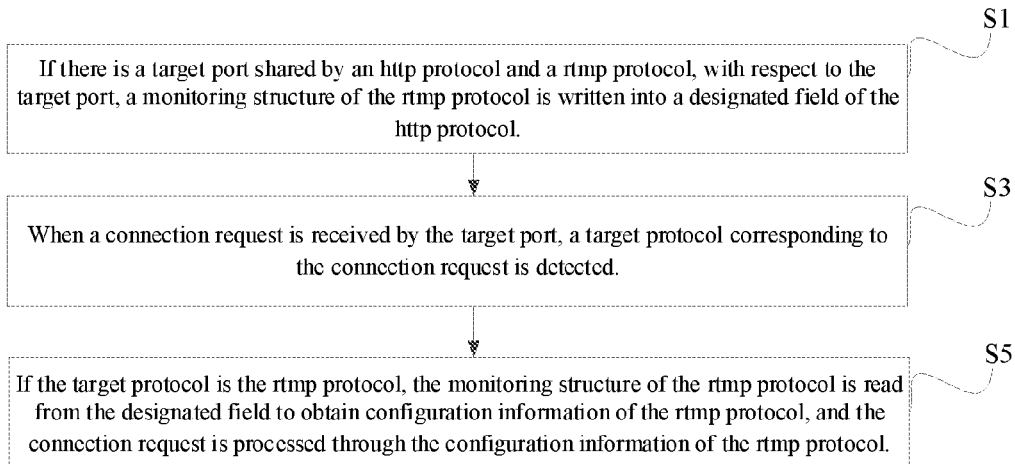 S1
If there is a target port shared by an http protocol and a rtmp protocol, with respect to the
target port, a monitoring structure of the rtmp protocol is written into a designated field of the
http protocol.
S3
When a connection request is received by the target port, a target protocol corresponding to
the connection request is detected.
S5
If the target protocol is the rtmp protocol, the monitoring structure of the rtmp protocol is read
from the designated field to obtain configuration information of the rtmp protocol, and the
connection request is processed through the configuration information of the rtmp protocol.